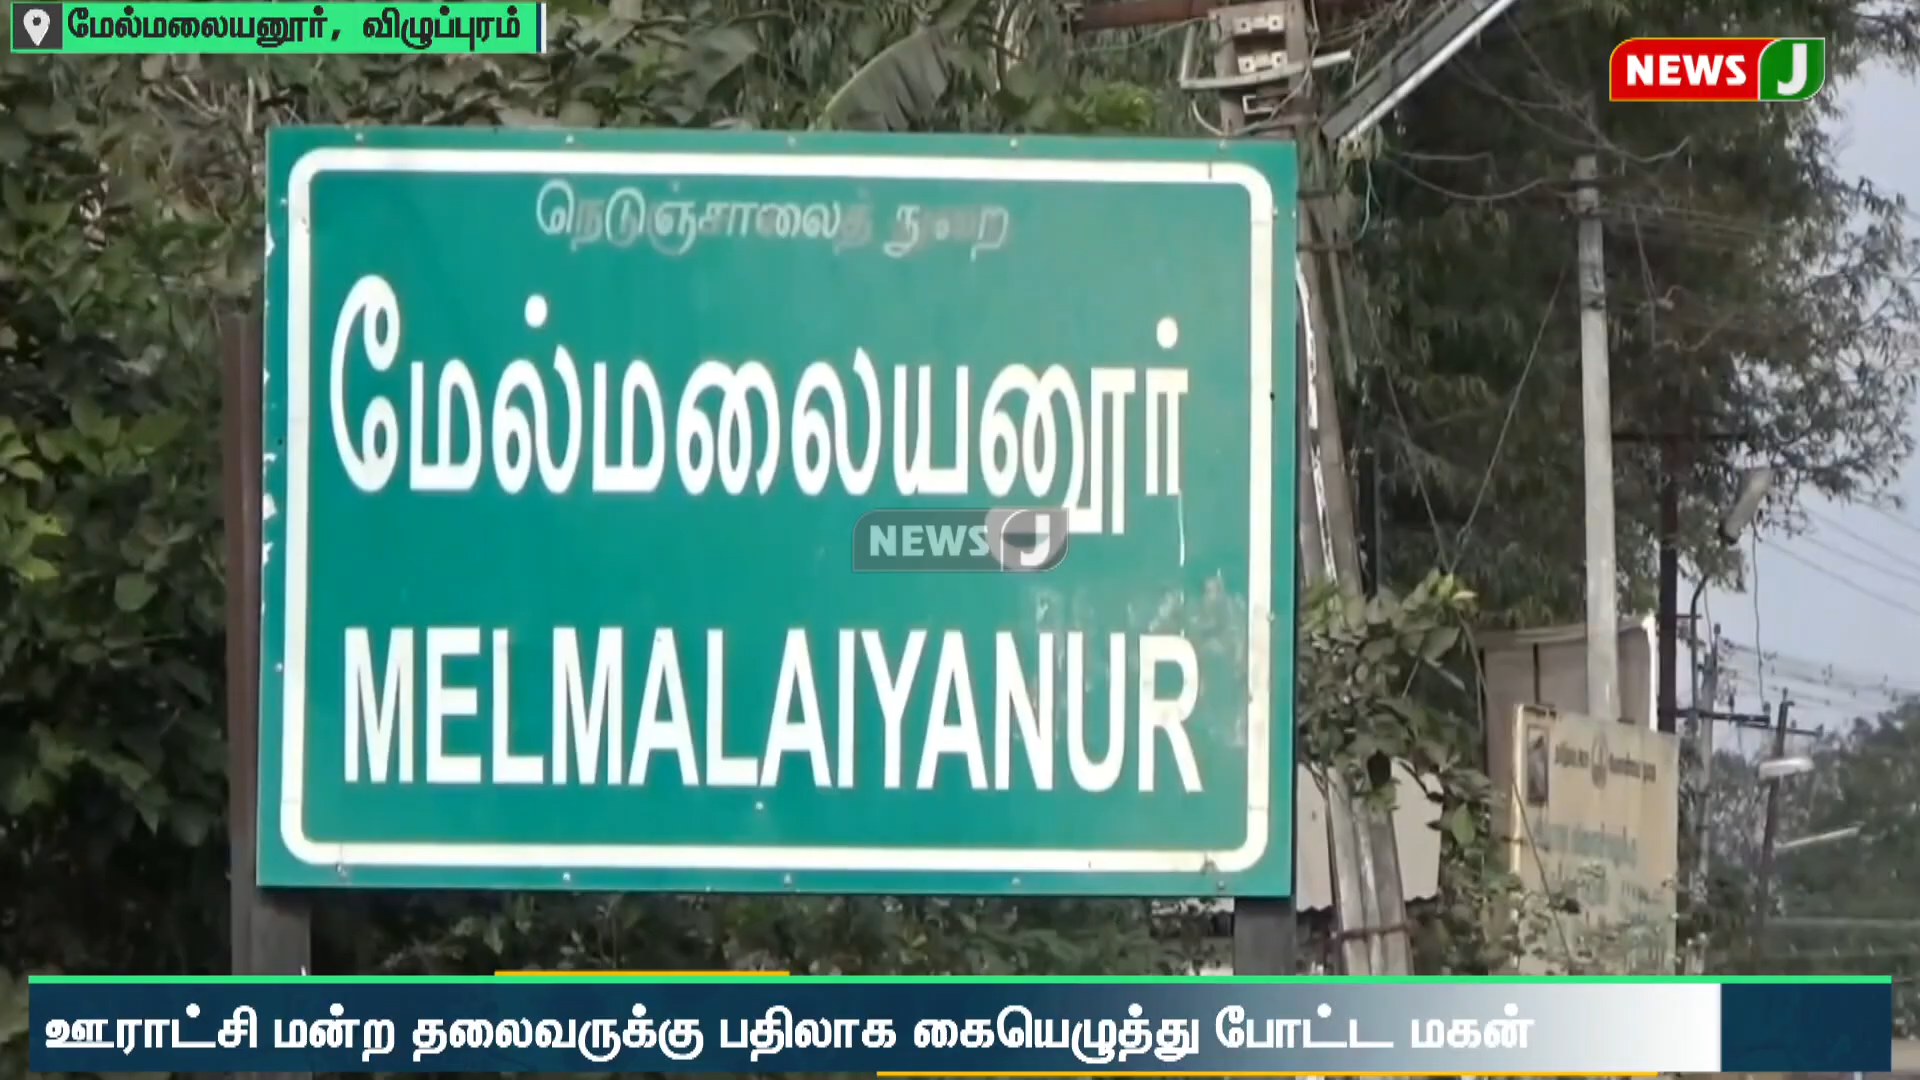 மேல்மலையனூர், விழுப்புரம்
NEWS J
நெடுஞ்சாலைத் துறை
மேல்மலையனூர்
NEWS J
MELMALAIYANUR
ஊராட்சி மன்ற தலைவருக்கு பதிலாக கையெழுத்து போட்ட மகன்